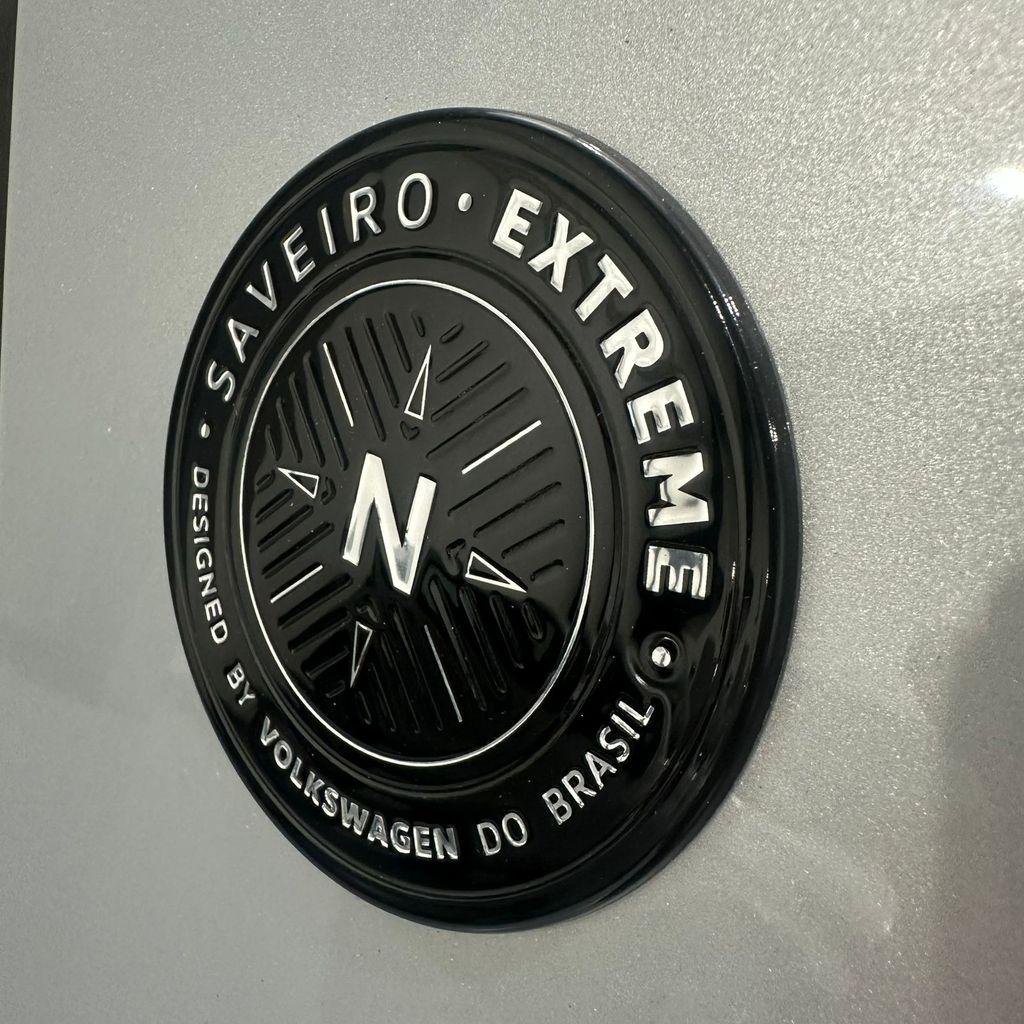 SAVEIRO • EXTREME •
DESIGNED BY VOLKSWAGEN DO BRASIL •
N